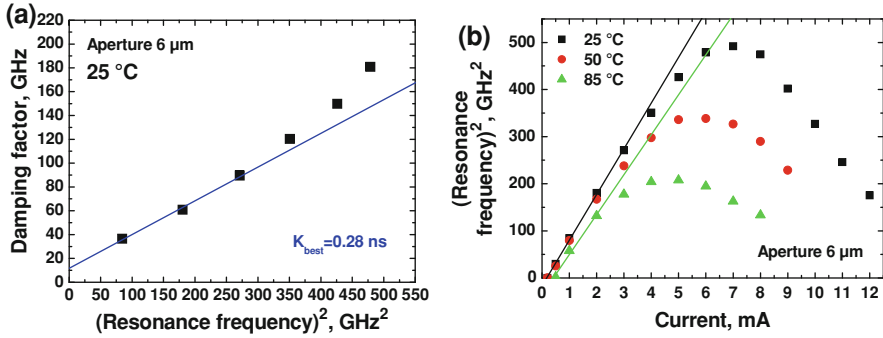 (a)
220
200
180
160
140
120
100
80
60
40
20
0
Damping factor, GHz
Aperture 6 µm
25 °C
K_best=0.28 ns
0 50 100 150 200 250 300 350 400 450 500 550
(Resonance frequency)², GHz²
(b)
500
400
300
200
100
0
(Resonance
frequency)², GHz²
25 °C
50 °C
85 °C
Aperture 6 µm
0 1 2 3 4 5 6 7 8 9 10 11 12
Current, mA